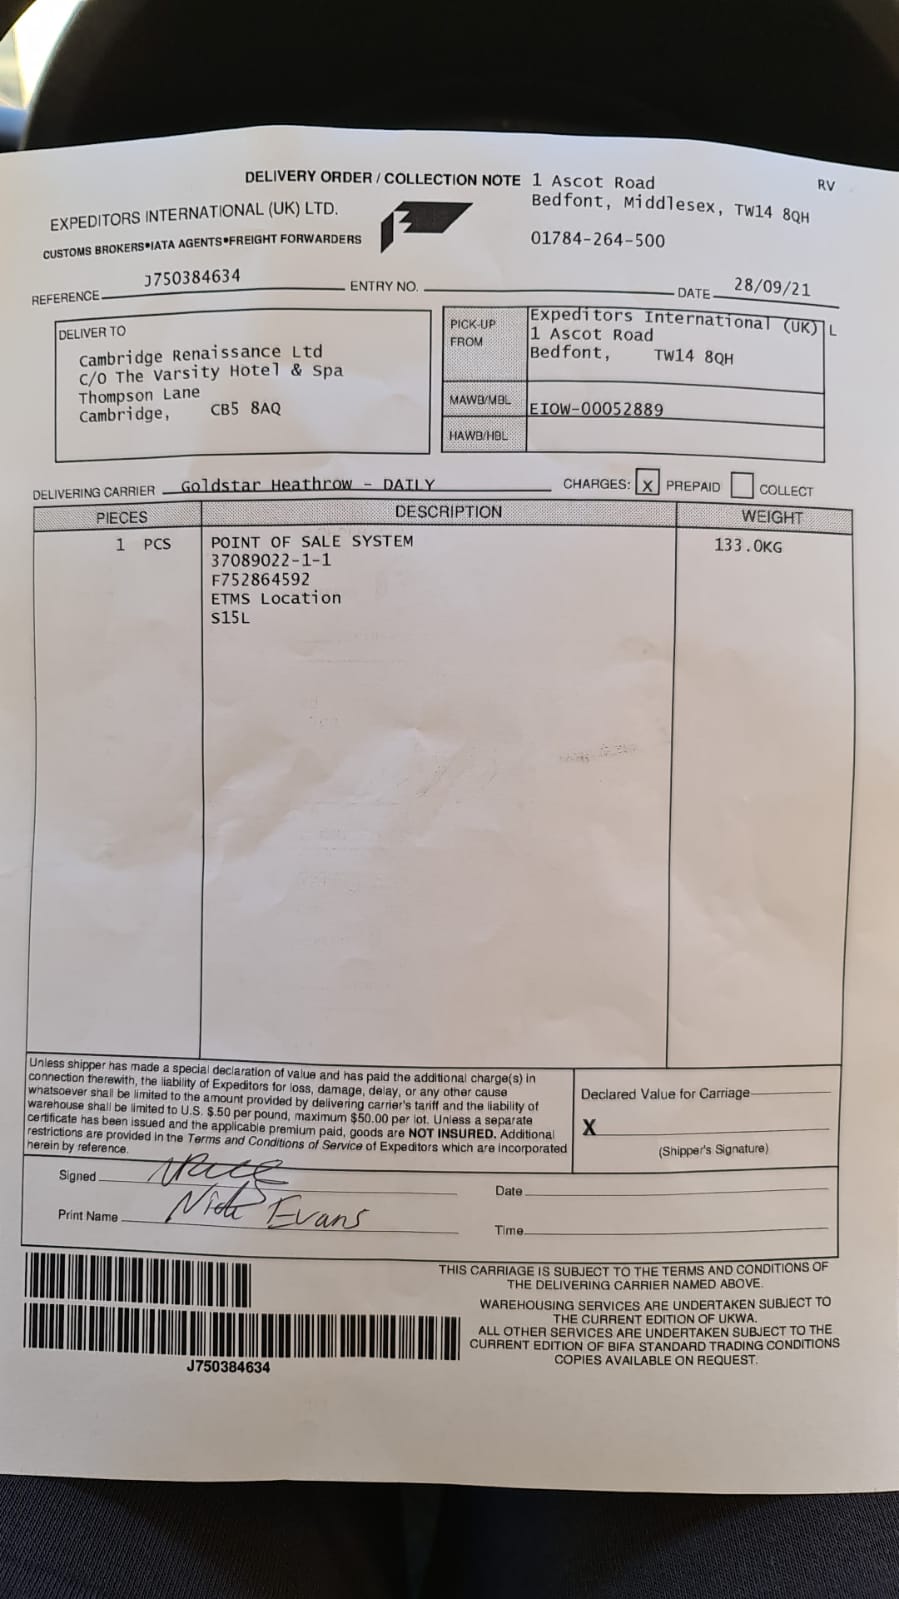 DELIVERY ORDER / COLLECTION NOTE 1 Ascot Road
RV
Bedfont, Middlesex, TW14 8QH
EXPEDITORS INTERNATIONAL (UK) LTD.
CUSTOMS BROKERS•IATA AGENTS•FREIGHT FORWARDERS
01784-264-500
REFERENCE J750384634 ENTRY NO. DATE 28/09/21
DELIVER TO
Cambridge Renaissance Ltd
C/O The Varsity Hotel & Spa
Thompson Lane
Cambridge, CB5 8AQ
PICK-UP FROM
Expeditors International (UK) L
1 Ascot Road
Bedfont, TW14 8QH
MAWB/MBL EIOW-00052889
HAWB/HBL
DELIVERING CARRIER Goldstar Heathrow - DAILY CHARGES: X PREPAID COLLECT
PIECES DESCRIPTION WEIGHT
1 PCS POINT OF SALE SYSTEM 133.0KG
37089022-1-1
F752864592
ETMS Location
S15L
Unless shipper has made a special declaration of value and has paid the additional charge(s) in
connection therewith, the liability of Expeditors for loss, damage, delay, or any other cause
whatsoever shall be limited to the amount provided by delivering carrier's tariff and the liability of
warehouse shall be limited to U.S. $.50 per pound, maximum $50.00 per lot. Unless a separate
certificate has been issued and the applicable premium paid, goods are NOT INSURED. Additional
restrictions are provided in the Terms and Conditions of Service of Expeditors which are incorporated
herein by reference.
Declared Value for Carriage
X
(Shipper's Signature)
Signed
Date
Print Name Nick Evans
Time
THIS CARRIAGE IS SUBJECT TO THE TERMS AND CONDITIONS OF
THE DELIVERING CARRIER NAMED ABOVE.
WAREHOUSING SERVICES ARE UNDERTAKEN SUBJECT TO
THE CURRENT EDITION OF UKWA.
ALL OTHER SERVICES ARE UNDERTAKEN SUBJECT TO THE
CURRENT EDITION OF BIFA STANDARD TRADING CONDITIONS
COPIES AVAILABLE ON REQUEST.
J750384634